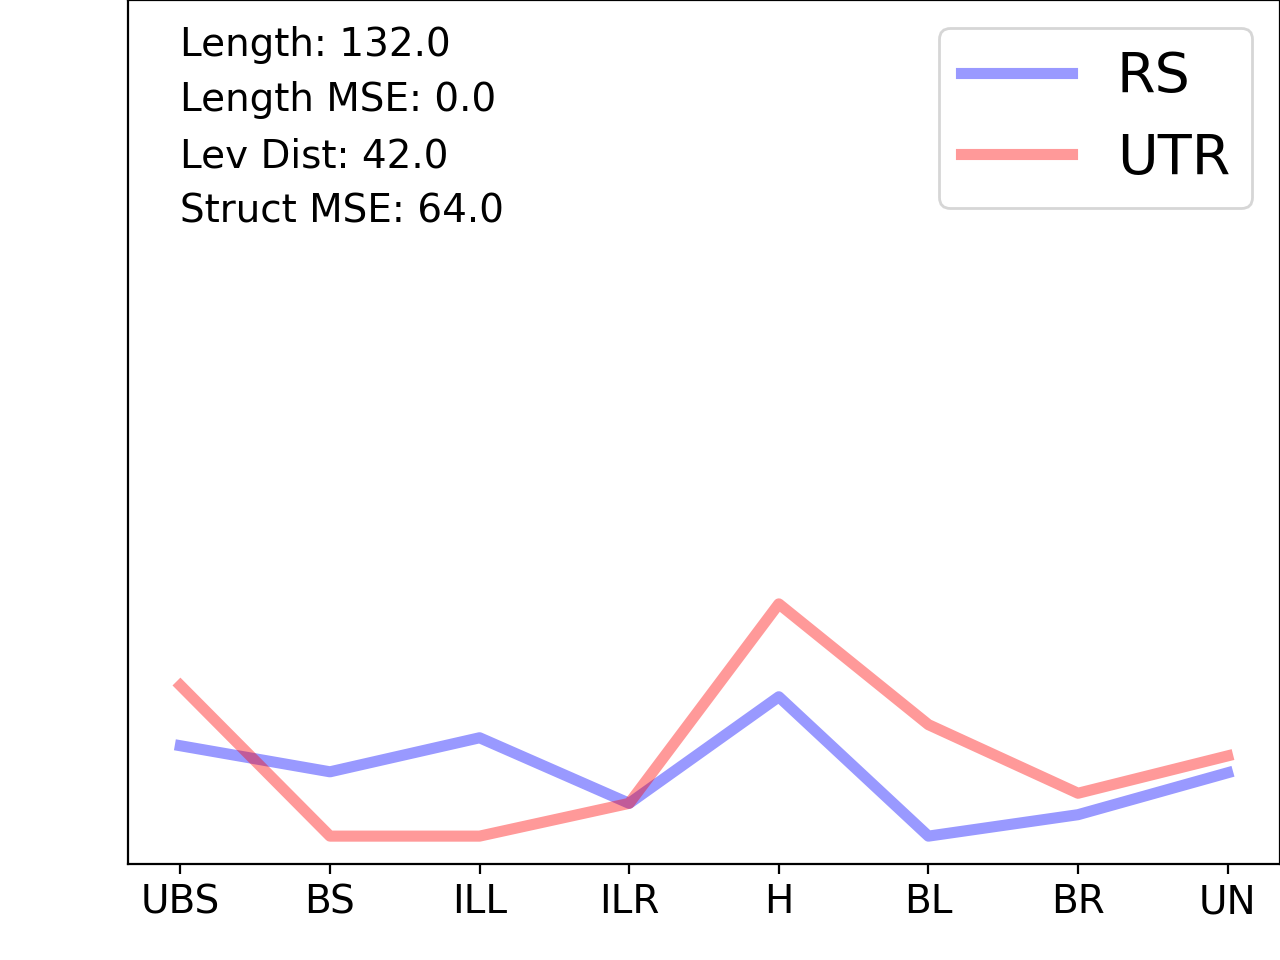 Length: 132.0
Length MSE: 0.0
Lev Dist: 42.0
Struct MSE: 64.0
RS
UTR
UBS BS ILL ILR H BL BR UN